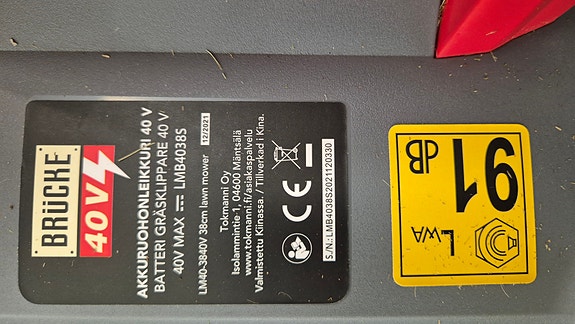 BRÜCKE
40V
AKKURUOHONLEIKKURI 40 V
BATTERI GRÄSKLIPPARE 40 V
40V MAX ⎓ LMB4038S
LM40-3840V 38cm lawn mower 12/2021
Tokmanni Oy
Isolammintie 1, 04600 Mäntsälä
www.tokmanni.fi/asiakaspalvelu
Valmistettu Kiinassa. / Tillverkad i Kina.
CE
S/N.: LMB4038S2021120330
LWA
91
dB